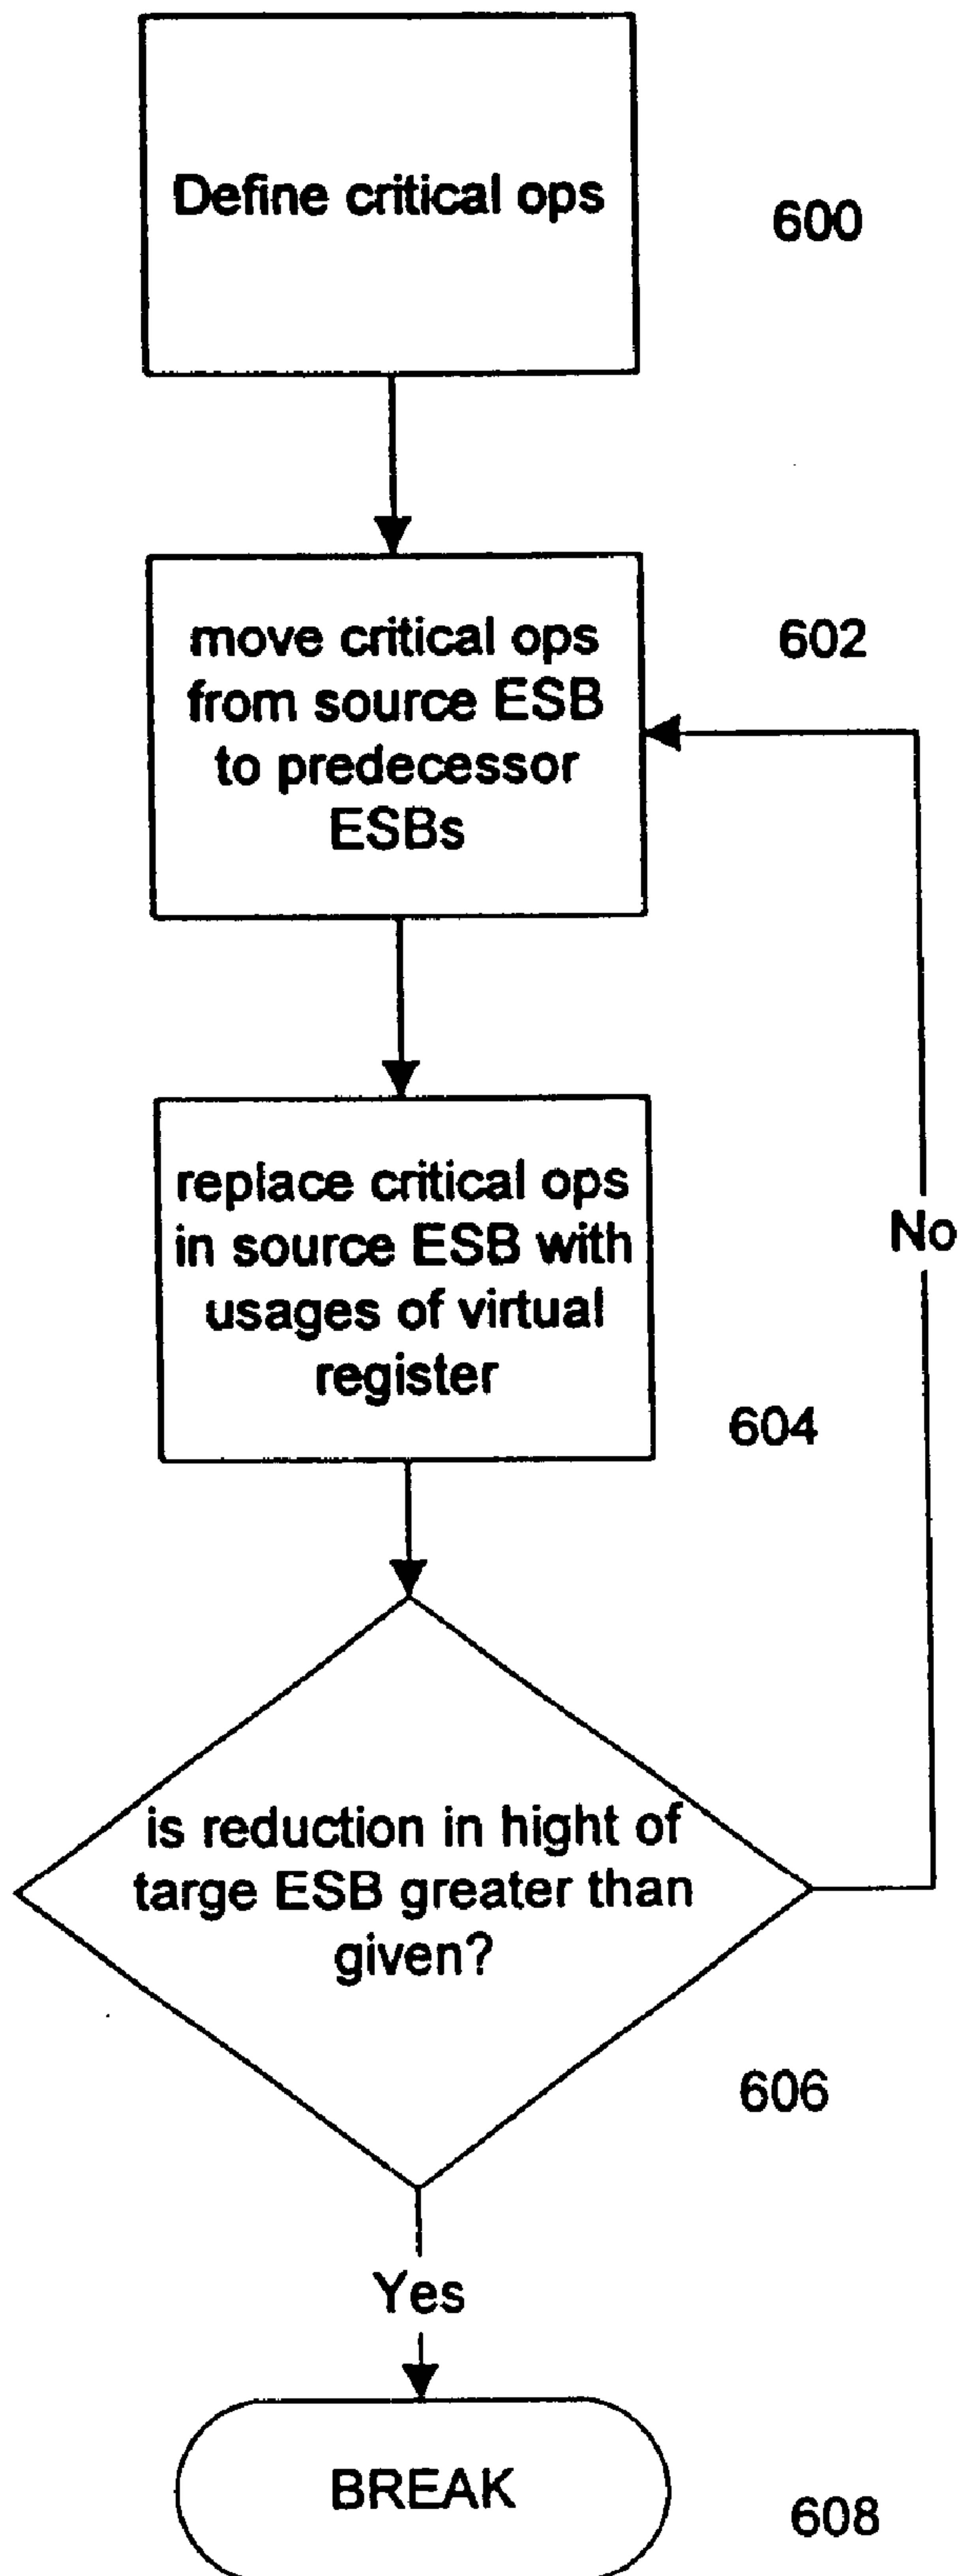 Define critical ops
600
move critical ops
from source ESB
to predecessor
ESBs
602
replace critical ops
in source ESB with
usages of virtual
register
604
No
is reduction in hight of
targe ESB greater than
given?
606
Yes
BREAK
608